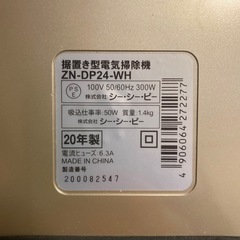 据置き型電気掃除機
ZN-DP24-WH
PS
E
100V 50/60Hz 300W
株式会社 シー・シー・ピー
吸込仕事率:50W 質量:1.4kg
株式会社 シー・シー・ピー
20年製
電流ヒューズ 6.3A
MADE IN CHINA
製造番号
200082547
4906064272277